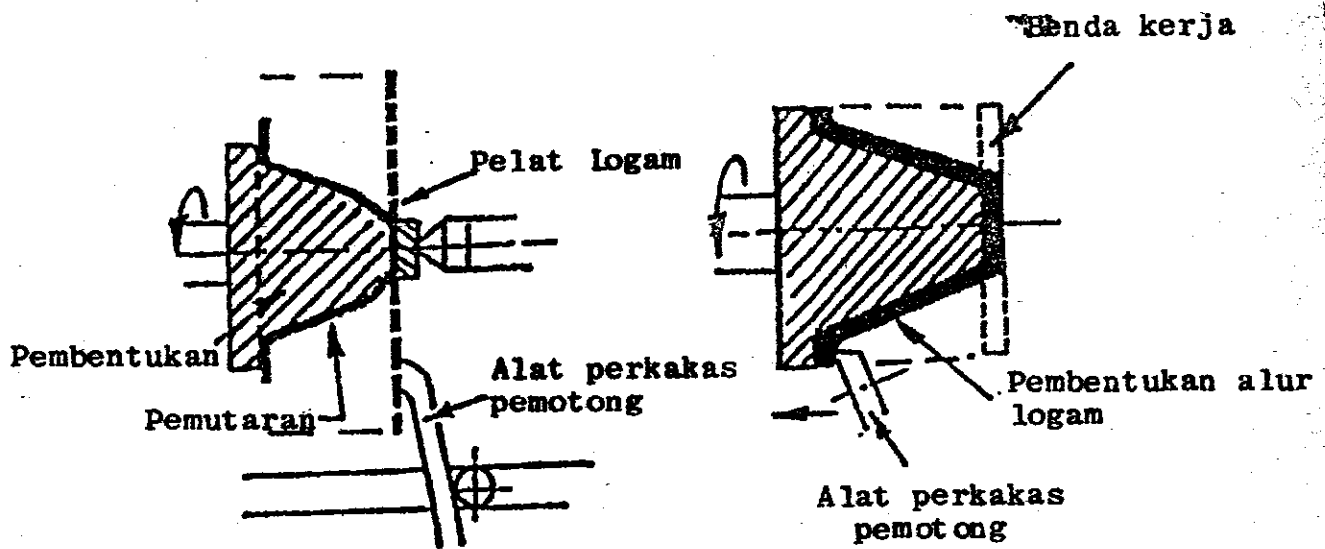 Benda kerja
Pelat logam
Pembentukan
Alat perkakas
pemotong
Pemutaran
Pembentukan alur
logam
Alat perkakas
pemotong